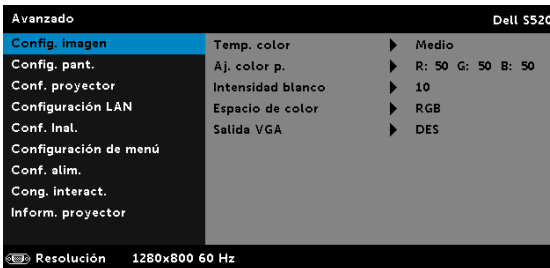 Avanzado Dell S520
Config. imagen Temp. color Medio
Config. pant. Aj. color p. R: 50 G: 50 B: 50
Conf. proyector Intensidad blanco 10
Configuración LAN Espacio de color RGB
Conf. Inal. Salida VGA DES
Configuración de menú
Conf. alim.
Cong. interact.
Inform. proyector
Resolución 1280x800 60 Hz